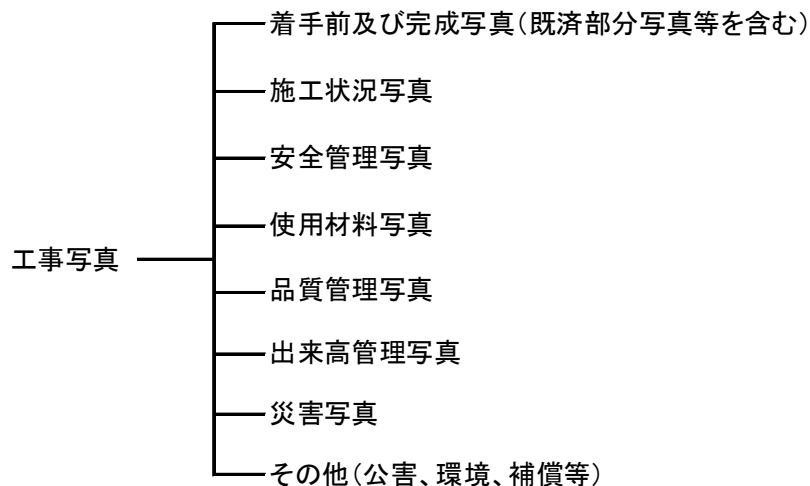 着手前及び完成写真(既済部分写真等を含む)
施工状況写真
安全管理写真
使用材料写真
工事写真
品質管理写真
出来高管理写真
災害写真
その他(公害、環境、補償等)